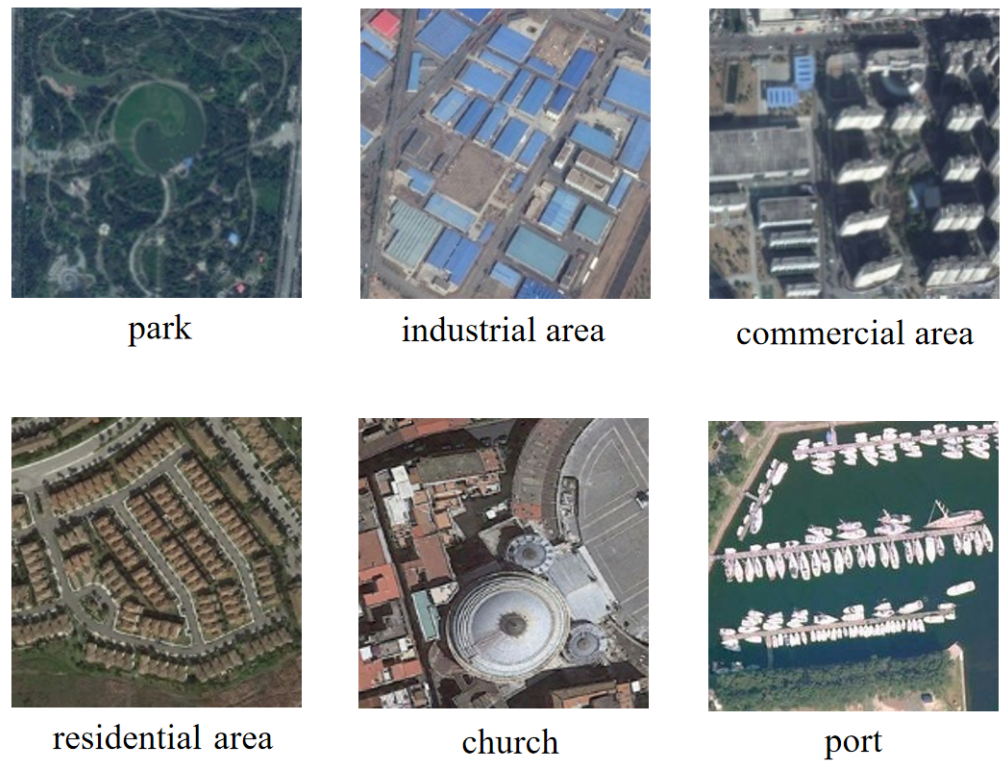 park
industrial area
commercial area
residential area
church
port